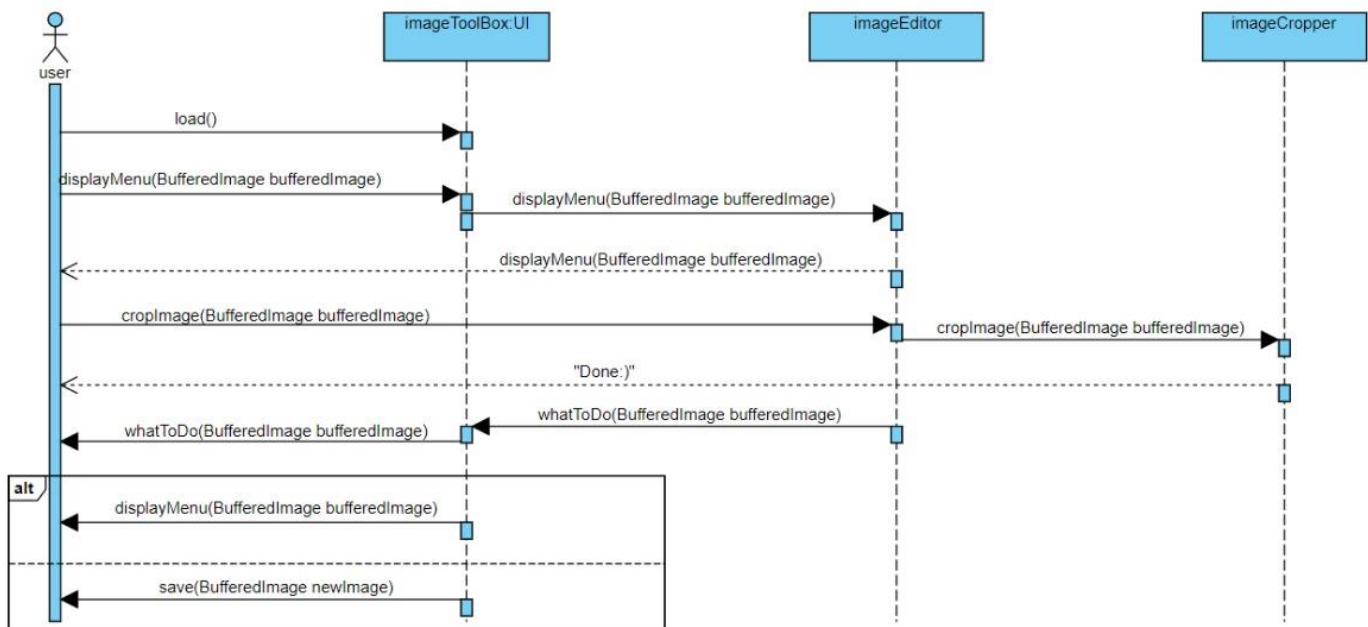 imageToolBox:UI
imageEditor
imageCropper
user
load()
displayMenu(BufferedImage bufferedImage)
displayMenu(BufferedImage bufferedImage)
displayMenu(BufferedImage bufferedImage)
cropImage(BufferedImage bufferedImage)
cropImage(BufferedImage bufferedImage)
"Done:)"
whatToDo(BufferedImage bufferedImage)
whatToDo(BufferedImage bufferedImage)
alt
displayMenu(BufferedImage bufferedImage)
save(BufferedImage newImage)